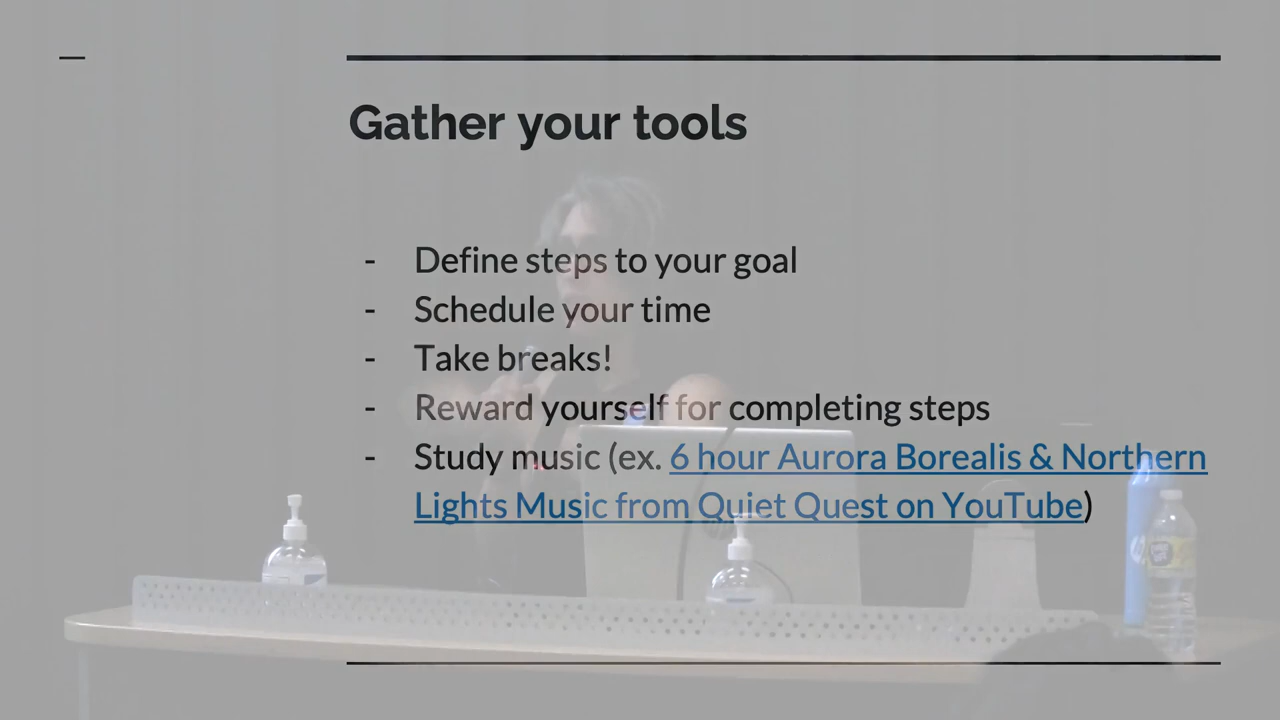 Gather your tools
- Define steps to your goal
- Schedule your time
- Take breaks!
- Reward yourself for completing steps
- Study music (ex. 6 hour Aurora Borealis & Northern
Lights Music from Quiet Quest on YouTube)